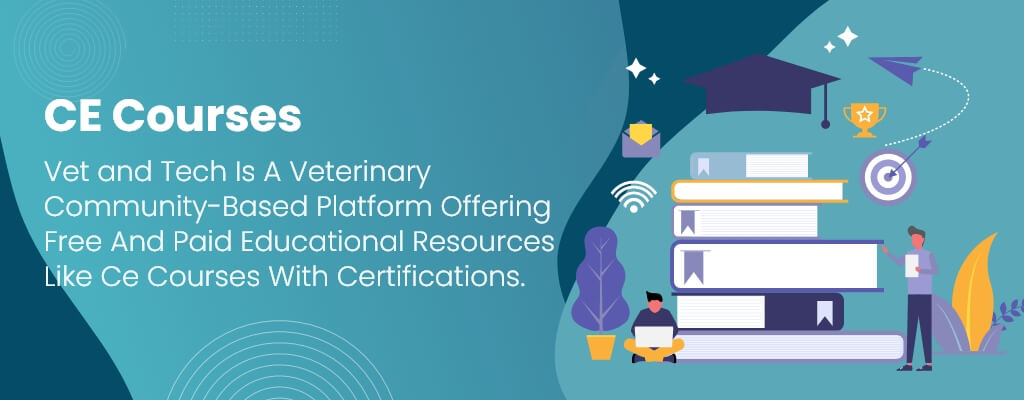 CE Courses
Vet and Tech Is A Veterinary
Community-Based Platform Offering
Free And Paid Educational Resources
Like Ce Courses With Certifications.